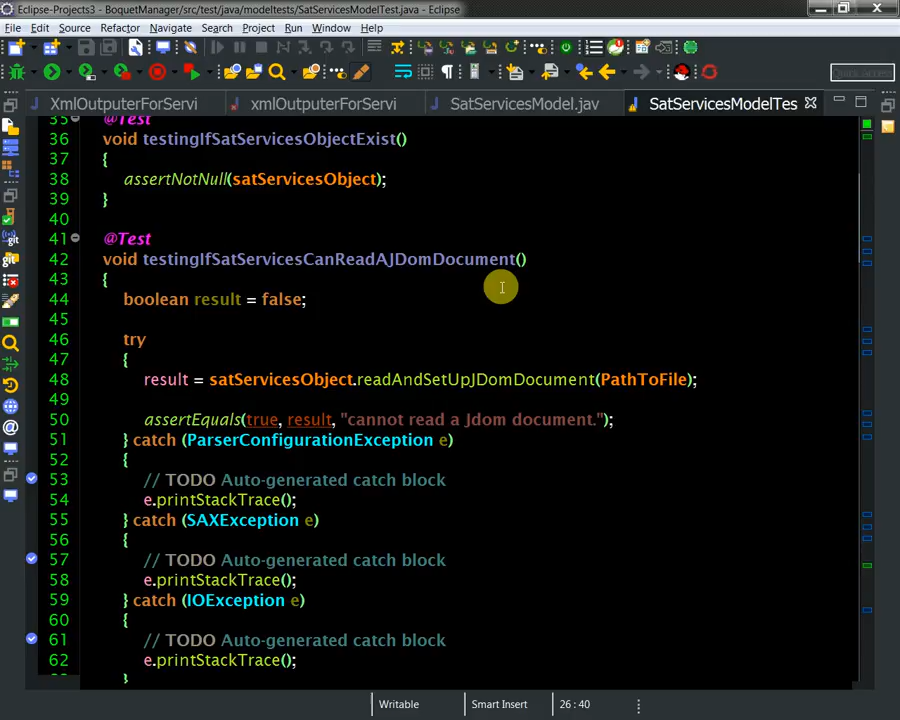 Eclipse-Projects3 - BoquetManager/src/test/java/modeltests/SatServicesModelTest.java - Eclipse
File Edit Source Refactor Navigate Search Project Run Window Help
Quick Access
XmlOutputerForServi xmlOutputerForServi SatServicesModel.jav SatServicesModelTes
35 @Test
36 void testingIfSatServicesObjectExist()
37 {
38 assertNotNull(satServicesObject);
39 }
40
41 @Test
42 void testingIfSatServicesCanReadAJDomDocument()
43 {
44 boolean result = false;
45
46 try
47 {
48 result = satServicesObject.readAndSetUpJDomDocument(PathToFile);
49
50 assertEquals(true, result, "cannot read a Jdom document.");
51 } catch (ParserConfigurationException e)
52 {
53 // TODO Auto-generated catch block
54 e.printStackTrace();
55 } catch (SAXException e)
56 {
57 // TODO Auto-generated catch block
58 e.printStackTrace();
59 } catch (IOException e)
60 {
61 // TODO Auto-generated catch block
62 e.printStackTrace();
}
Writable Smart Insert 26 : 40